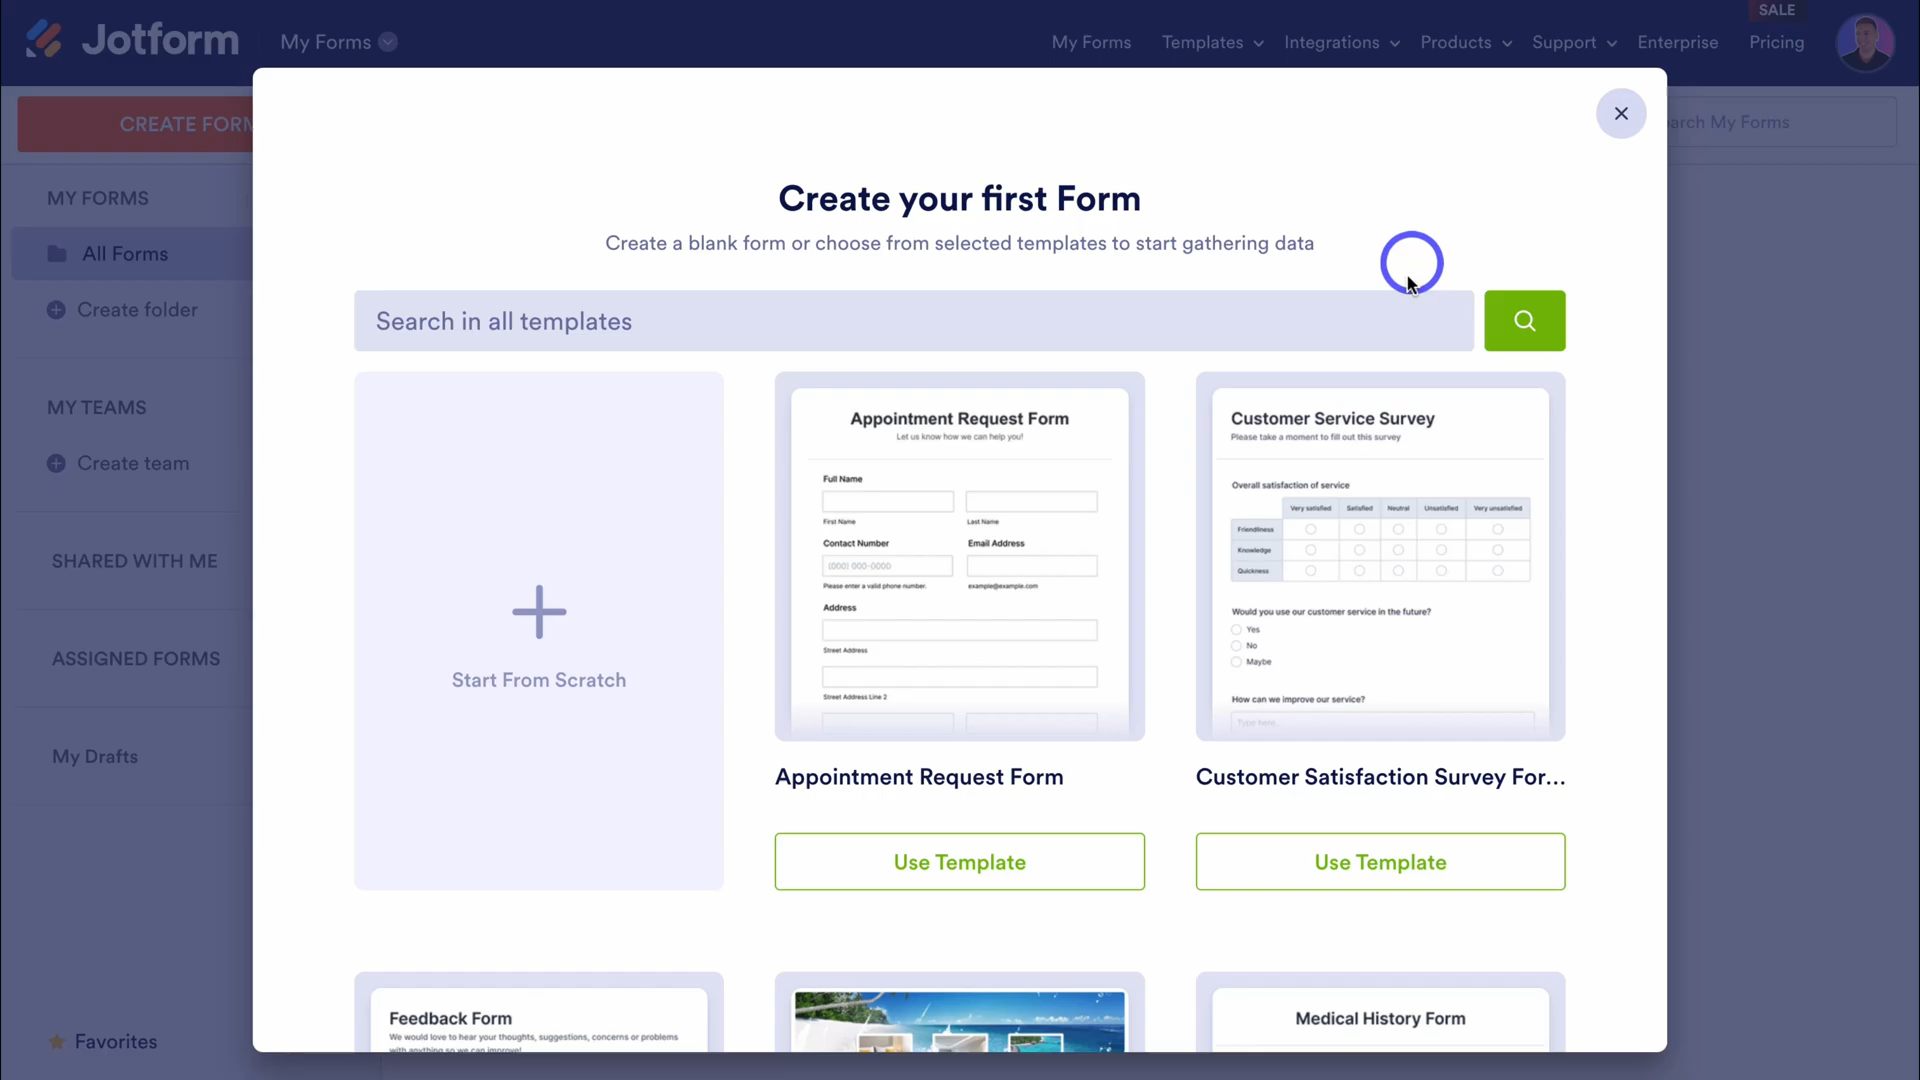 SALE
Jotform
My Forms
My Forms
Templates
Integrations
Products
Support
Enterprise
Pricing
CREATE FORM
arch My Forms
MY FORMS
All Forms
Create folder
MY TEAMS
Create team
SHARED WITH ME
ASSIGNED FORMS
My Drafts
Favorites
Create your first Form
Create a blank form or choose from selected templates to start gathering data
Search in all templates
Start From Scratch
Appointment Request Form
Let us know how we can help you!
Full Name
First Name Last Name
Contact Number Email Address
(000) 000-0000
Please enter a valid phone number. example@example.com
Address
Street Address
Street Address Line 2
Appointment Request Form
Use Template
Customer Service Survey
Please take a moment to fill out this survey
Overall satisfaction of service
Very satisfied Satisfied Neutral Unsatisfied Very unsatisfied
Friendliness
Knowledge
Quickness
Would you use our customer service in the future?
Yes
No
Maybe
How can we improve our service?
Type here...
Customer Satisfaction Survey For...
Use Template
Feedback Form
We would love to hear your thoughts, suggestions, concerns or problems
with anything so we can improve!
Medical History Form